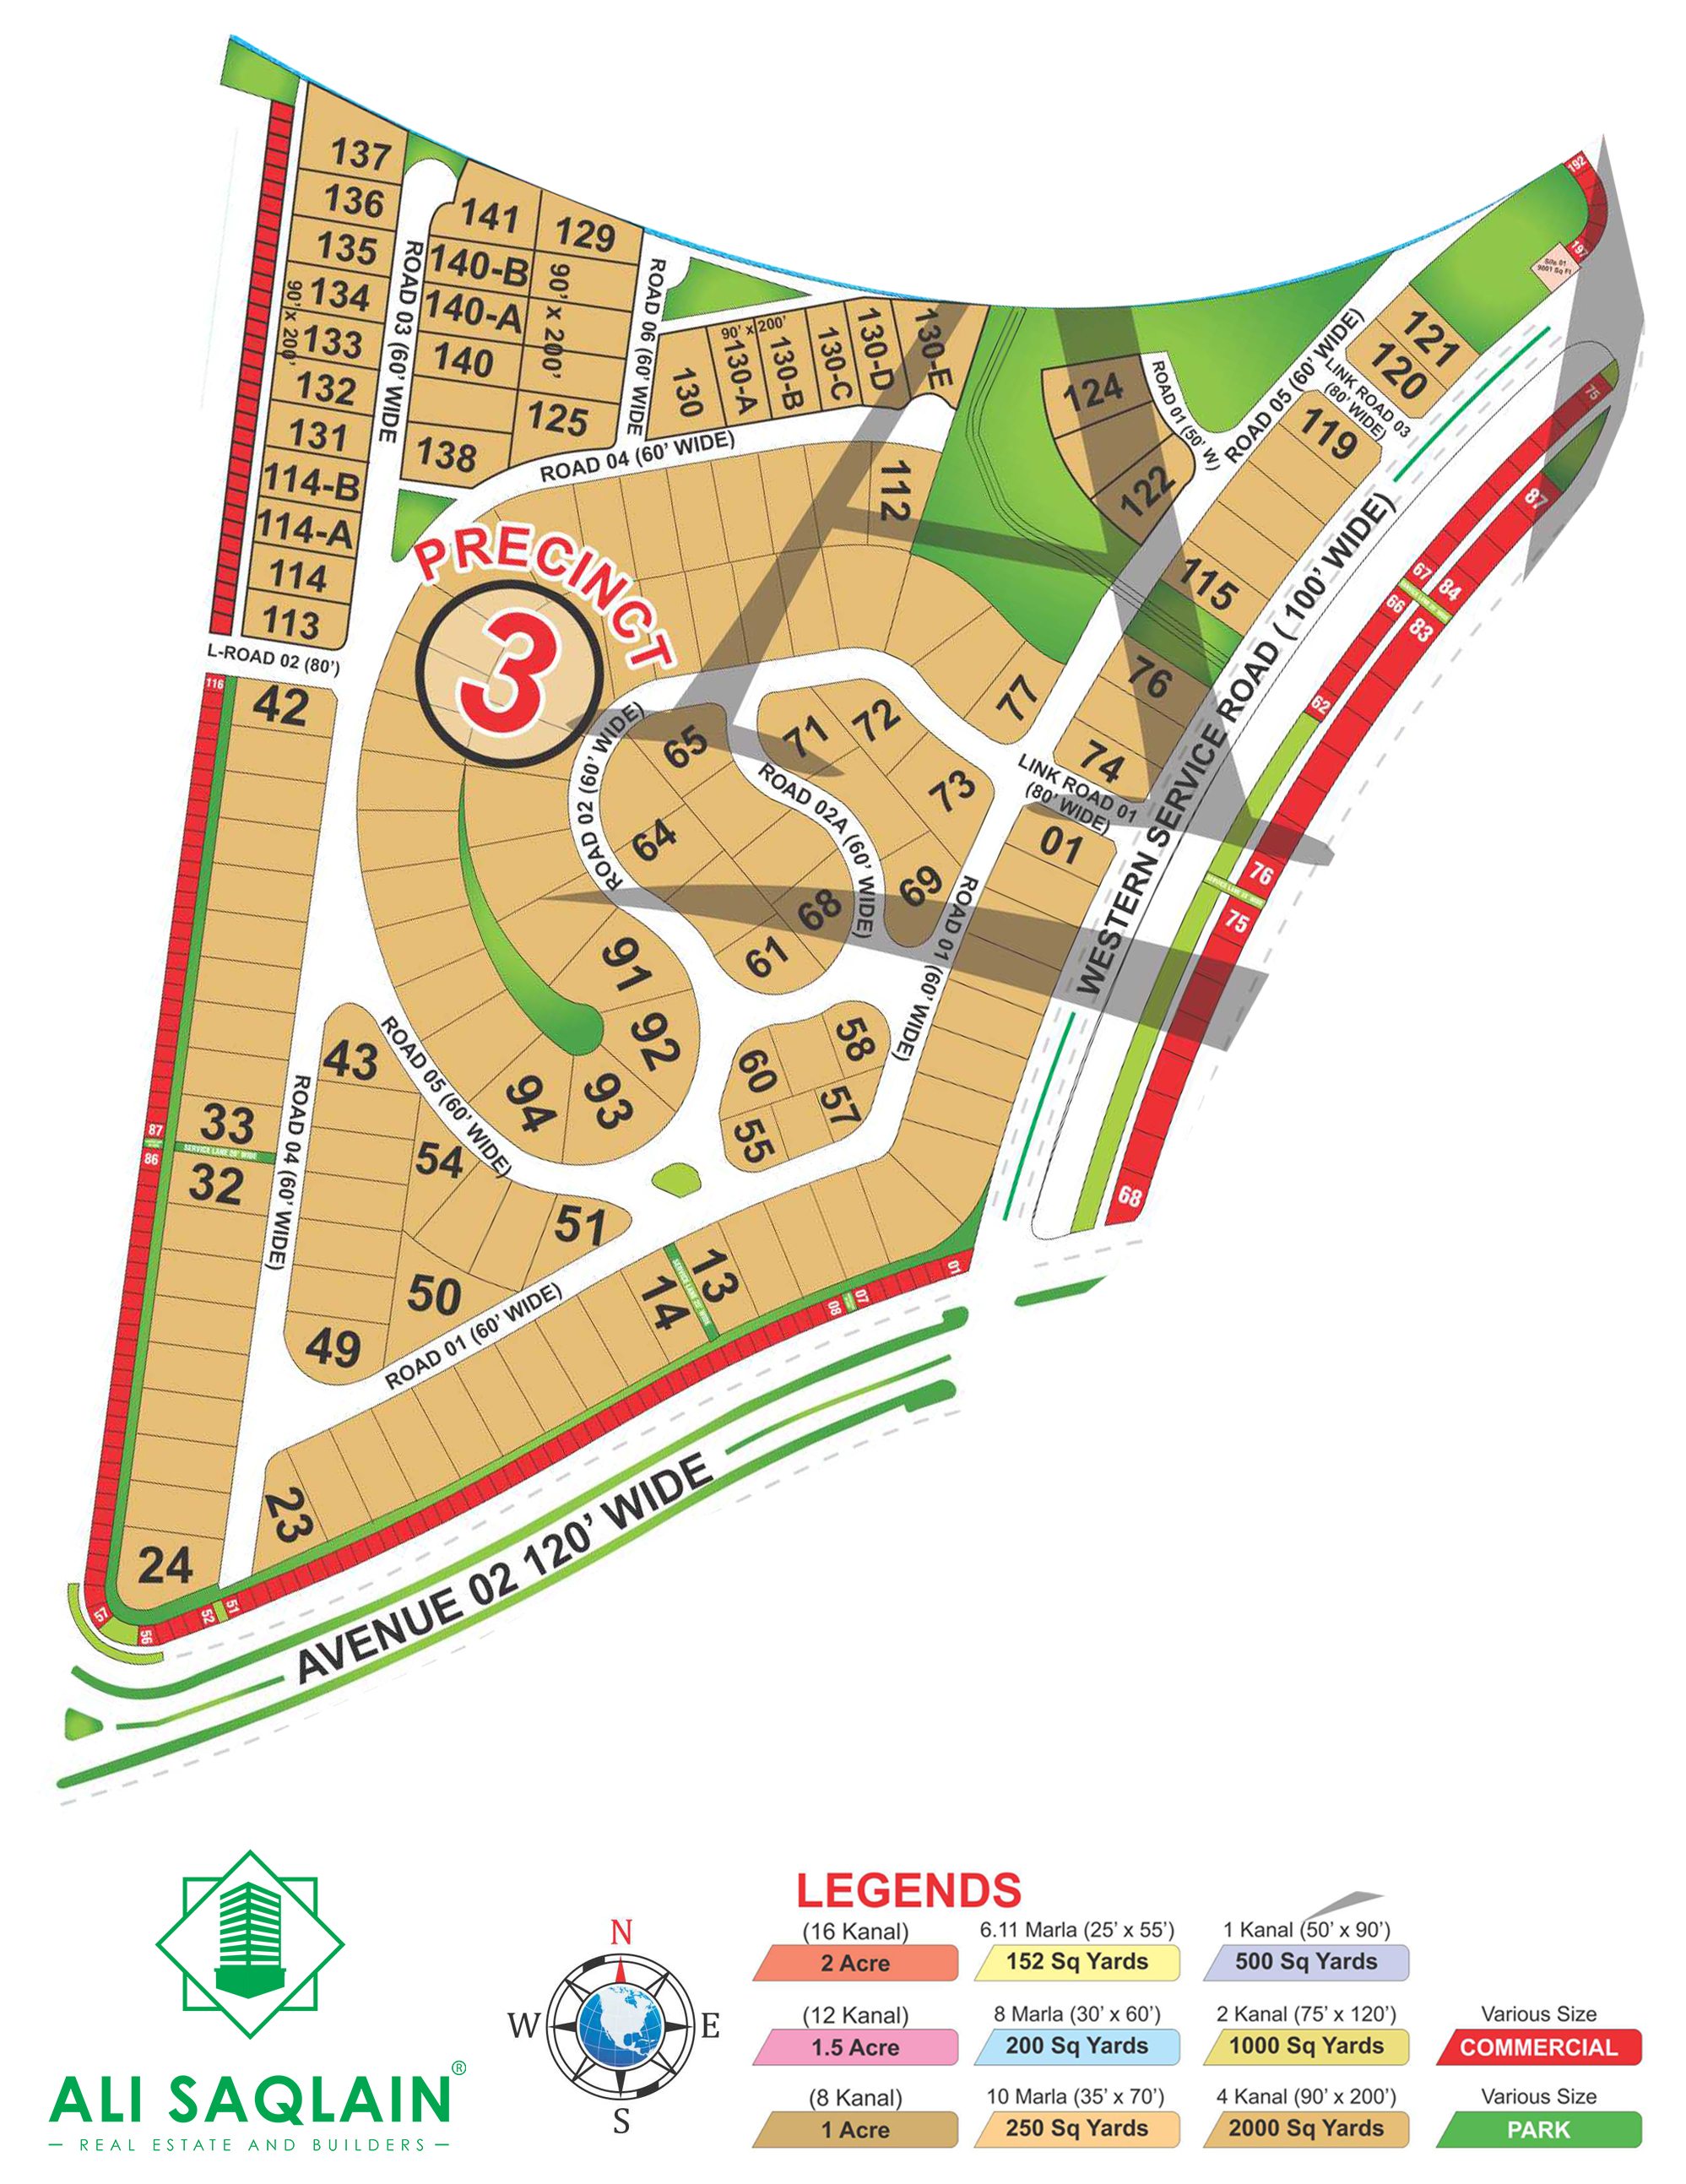 192
197
Site 01
9001 Sq Ft
137
136
135
134
133
132
131
114-B
114-A
114
113
90' x 200'
ROAD 03 (60' WIDE
141
140-B
140-A
140
138
129
90' x 200'
125
ROAD 06 (60' WIDE
90' x 200'
130
130-A
130-B
130-C
130-D
130-E
ROAD 04 (60' WIDE)
112
124
122
ROAD 01 (50' W)
ROAD 05 (60' WIDE)
121
120
LINK ROAD 03
(80' WIDE)
119
115
75
87
67
84
66
83
62
76
75
68
PRECINCT
3
L-ROAD 02 (80')
116
42
77
76
74
LINK ROAD 01
(80' WIDE)
01
WESTERN SERVICE ROAD ( 100' WIDE)
65
64
68
61
71
72
73
69
ROAD 02 (60' WIDE)
ROAD 02A (60' WIDE)
ROAD 01 (60' WIDE)
91
92
93
94
58
60
57
55
43
ROAD 05 (60' WIDE)
ROAD 04 (60' WIDE)
87
86
33
SERVICE LANE 20' WIDE
32
54
51
50
49
ROAD 01 (60' WIDE)
13
14
01
07
08
23
24
57
56
52
51
AVENUE 02 120' WIDE
ALI SAQLAIN®
REAL ESTATE AND BUILDERS
N
W
E
S
LEGENDS
(16 Kanal)
2 Acre
6.11 Marla (25' x 55')
152 Sq Yards
1 Kanal (50' x 90')
500 Sq Yards
(12 Kanal)
1.5 Acre
8 Marla (30' x 60')
200 Sq Yards
2 Kanal (75' x 120')
1000 Sq Yards
Various Size
COMMERCIAL
(8 Kanal)
1 Acre
10 Marla (35' x 70')
250 Sq Yards
4 Kanal (90' x 200')
2000 Sq Yards
Various Size
PARK